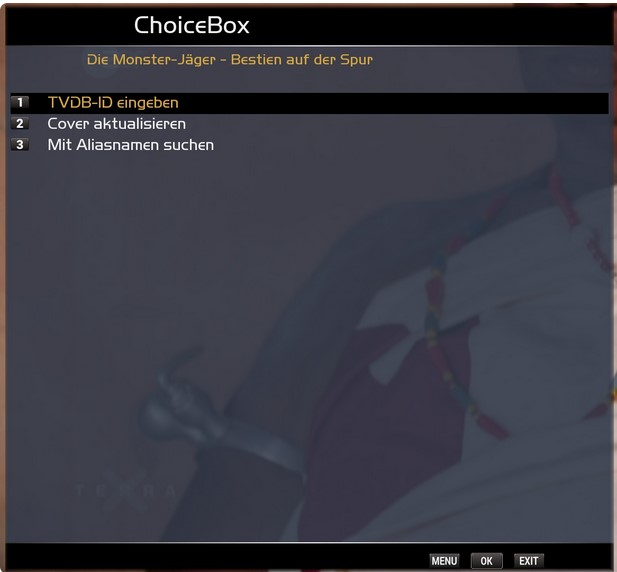 ChoiceBox
Die Monster-Jäger - Bestien auf der Spur
1 TVDB-ID eingeben
2 Cover aktualisieren
3 Mit Aliasnamen suchen
TERRA X
MENU OK EXIT